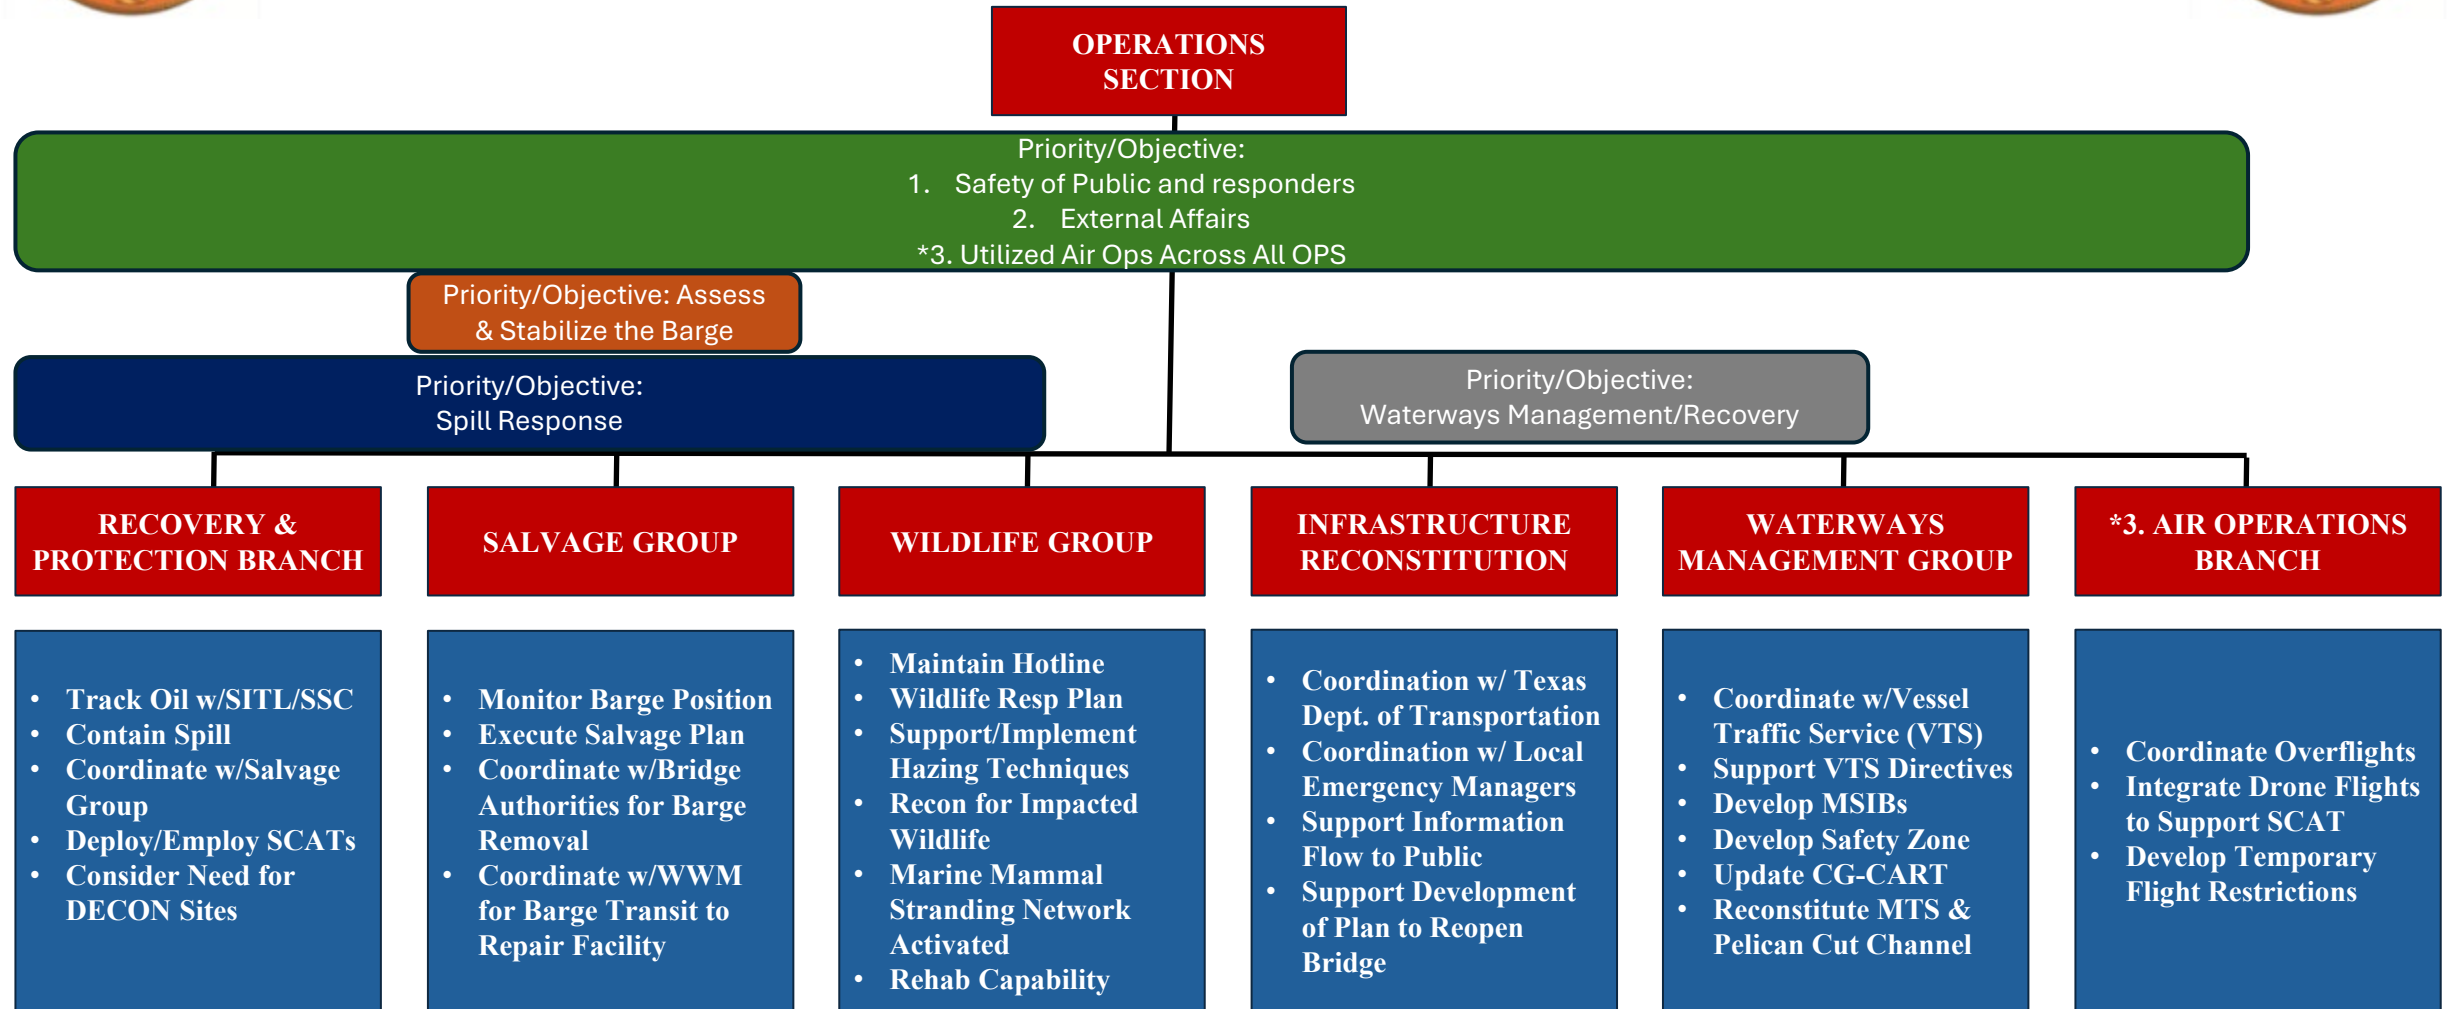 OPERATIONS
SECTION
Priority/Objective:
1. Safety of Public and responders
2. External Affairs
*3. Utilized Air Ops Across All OPS
Priority/Objective: Assess
& Stabilize the Barge
Priority/Objective:
Spill Response
Priority/Objective:
Waterways Management/Recovery
RECOVERY &
PROTECTION BRANCH
SALVAGE GROUP
WILDLIFE GROUP
INFRASTRUCTURE
RECONSTITUTION
WATERWAYS
MANAGEMENT GROUP
*3. AIR OPERATIONS
BRANCH
• Track Oil w/SITL/SSC
• Contain Spill
• Coordinate w/Salvage
Group
• Deploy/Employ SCATs
• Consider Need for
DECON Sites
• Monitor Barge Position
• Execute Salvage Plan
• Coordinate w/Bridge
Authorities for Barge
Removal
• Coordinate w/WWM
for Barge Transit to
Repair Facility
• Maintain Hotline
• Wildlife Resp Plan
• Support/Implement
Hazing Techniques
• Recon for Impacted
Wildlife
• Marine Mammal
Stranding Network
Activated
• Rehab Capability
• Coordination w/ Texas
Dept. of Transportation
• Coordination w/ Local
Emergency Managers
• Support Information
Flow to Public
• Support Development
of Plan to Reopen
Bridge
• Coordinate w/Vessel
Traffic Service (VTS)
• Support VTS Directives
• Develop MSIBs
• Develop Safety Zone
• Update CG-CART
• Reconstitute MTS &
Pelican Cut Channel
• Coordinate Overflights
• Integrate Drone Flights
to Support SCAT
• Develop Temporary
Flight Restrictions